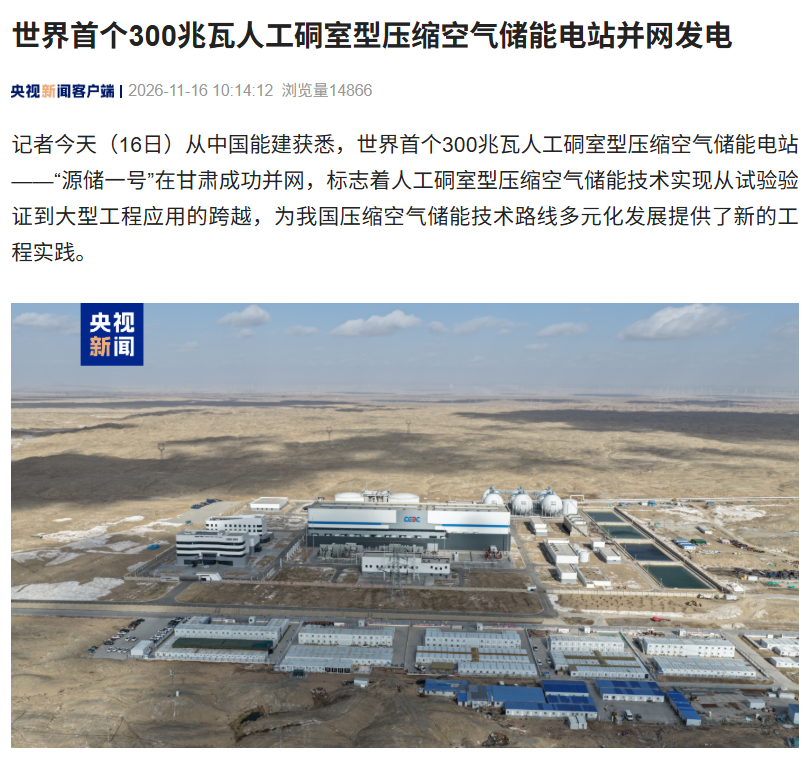 世界首个300兆瓦人工硐室型压缩空气储能电站并网发电
央视新闻客户端 | 2026-11-16 10:14:12 浏览量14866
记者今天（16日）从中国能建获悉，世界首个300兆瓦人工硐室型压缩空气储能电站
——“源储一号”在甘肃成功并网，标志着人工硐室型压缩空气储能技术实现从试验验
证到大型工程应用的跨越，为我国压缩空气储能技术路线多元化发展提供了新的工
程实践。
央视
新闻